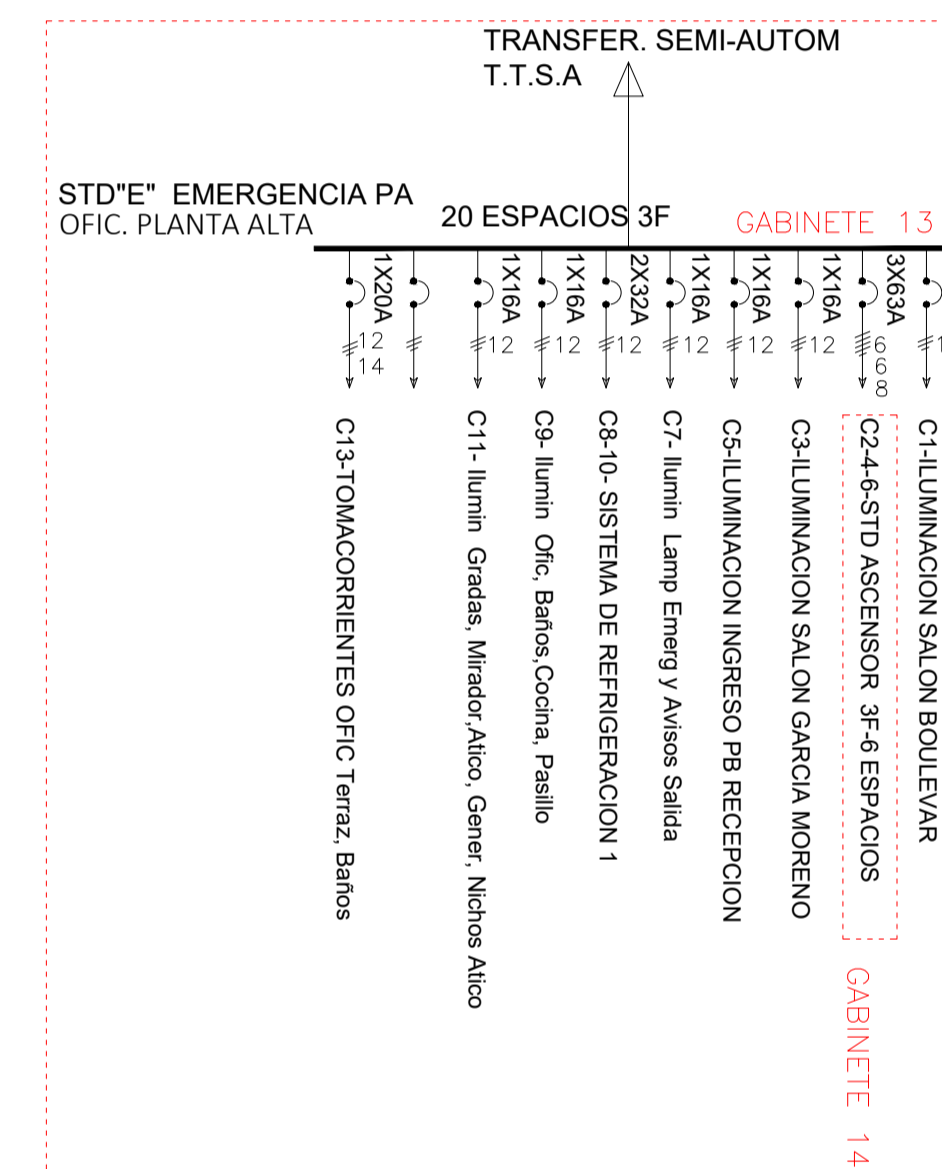 TRANSFER. SEMI-AUTOM
T.T.S.A
STD"E" EMERGENCIA PA
OFIC. PLANTA ALTA
20 ESPACIOS 3F
GABINETE 13
1X20A
12
14
C13-TOMACORRIENTES OFIC Terraz, Baños
1X16A
12
C11- Ilumin Gradas, Mirador,Atico, Gener, Nichos Atico
1X16A
12
C9- Ilumin Ofic, Baños,Cocina, Pasillo
2X32A
12
C8-10- SISTEMA DE REFRIGERACION 1
1X16A
12
C7- Ilumin Lamp Emerg y Avisos Salida
1X16A
12
C5-ILUMINACION INGRESO PB RECEPCION
1X16A
12
C3-ILUMINACION SALON GARCIA MORENO
3X63A
6
6
8
C2-4-6-STD ASCENSOR 3F-6 ESPACIOS
GABINETE 14
C1-ILUMINACION SALON BOULEVAR